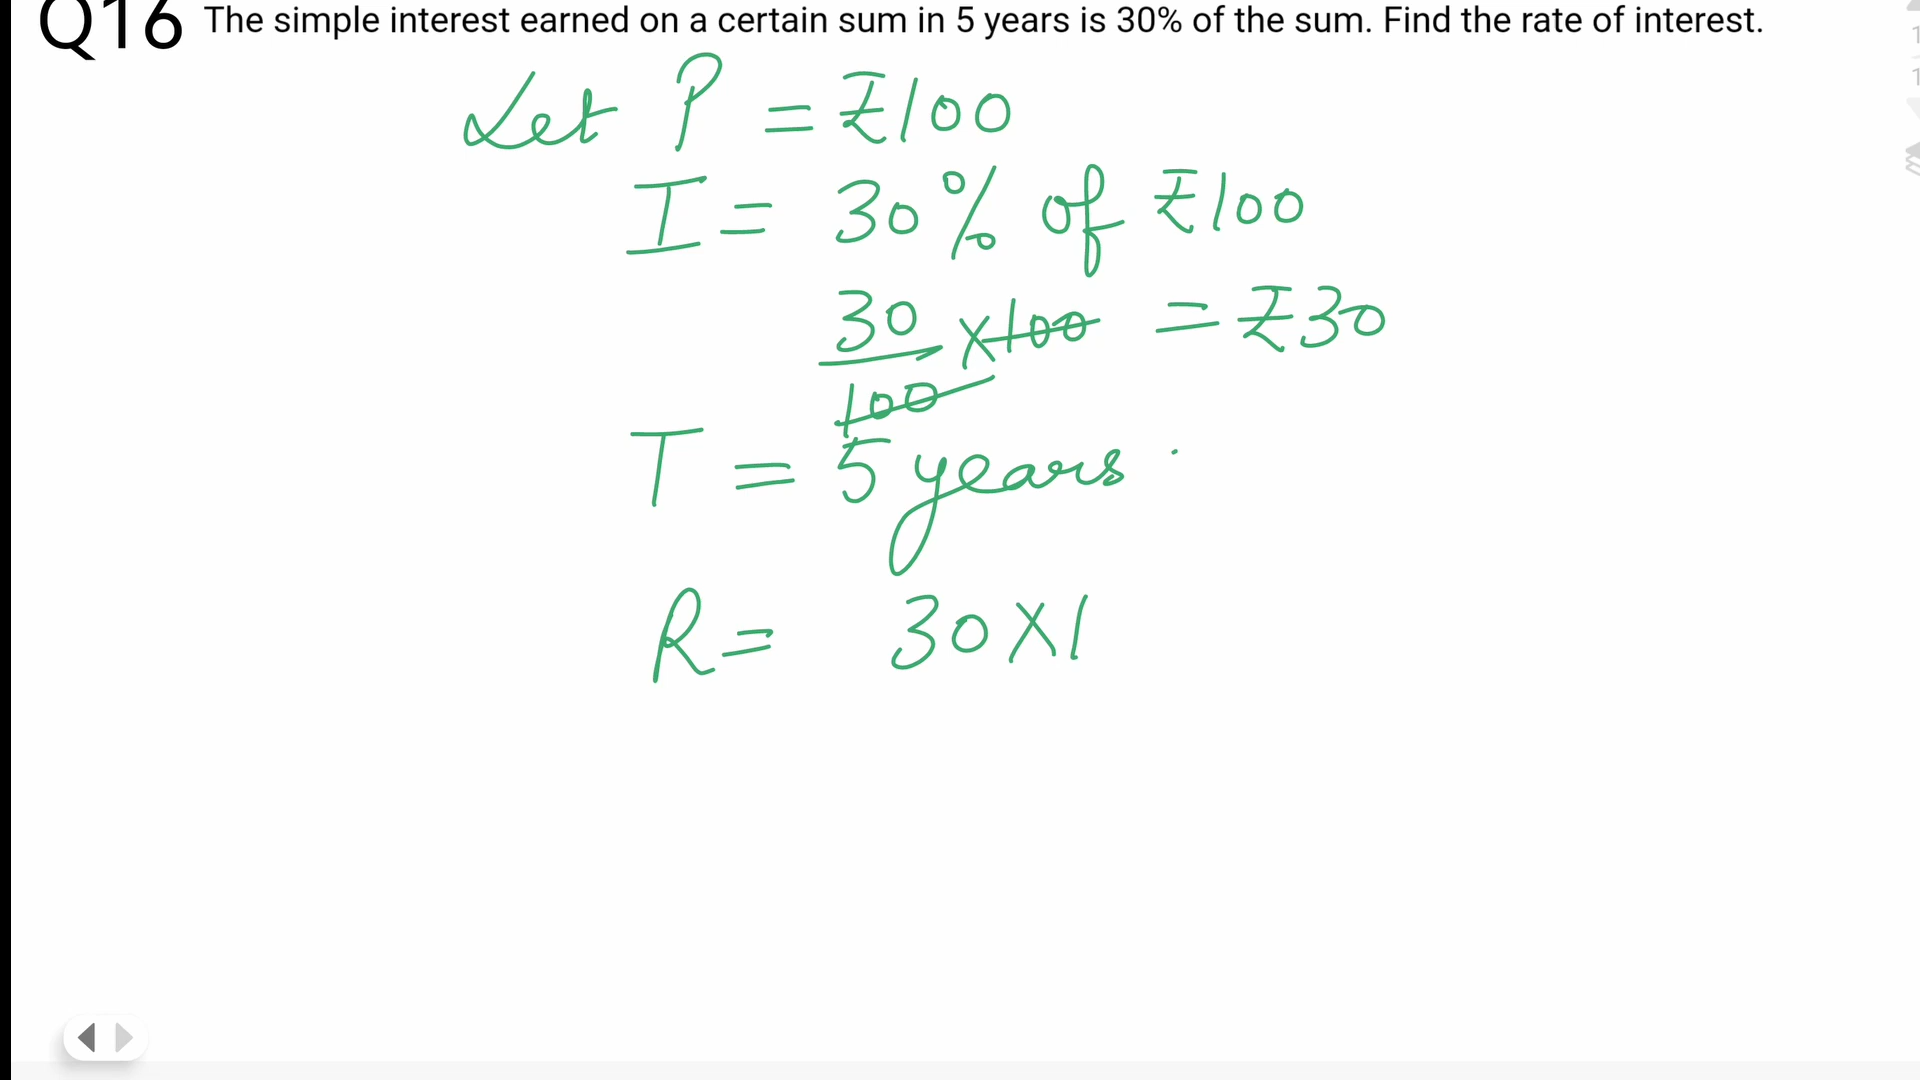 Q16 The simple interest earned on a certain sum in 5 years is 30% of the sum. Find the rate of interest.
Let P = ₹100
I = 30% of ₹100
30/100 ×100 = ₹30
T = 5 years.
R = 30×1